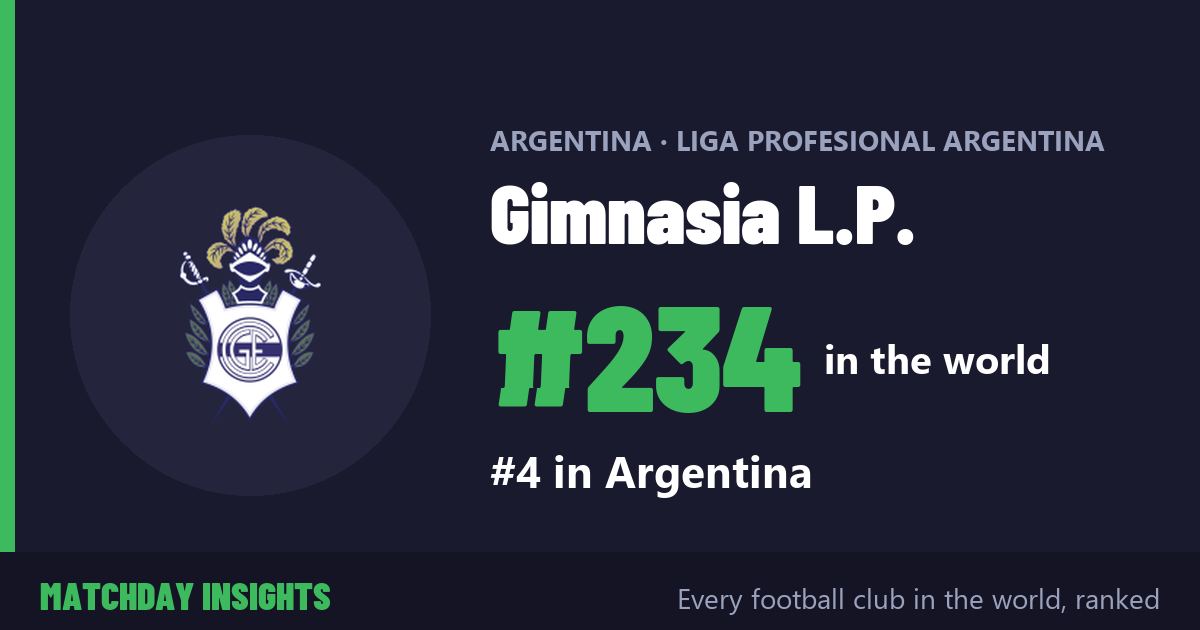 ARGENTINA · LIGA PROFESIONAL ARGENTINA
Gimnasia L.P.
#234 in the world
#4 in Argentina
MATCHDAY INSIGHTS
Every football club in the world, ranked